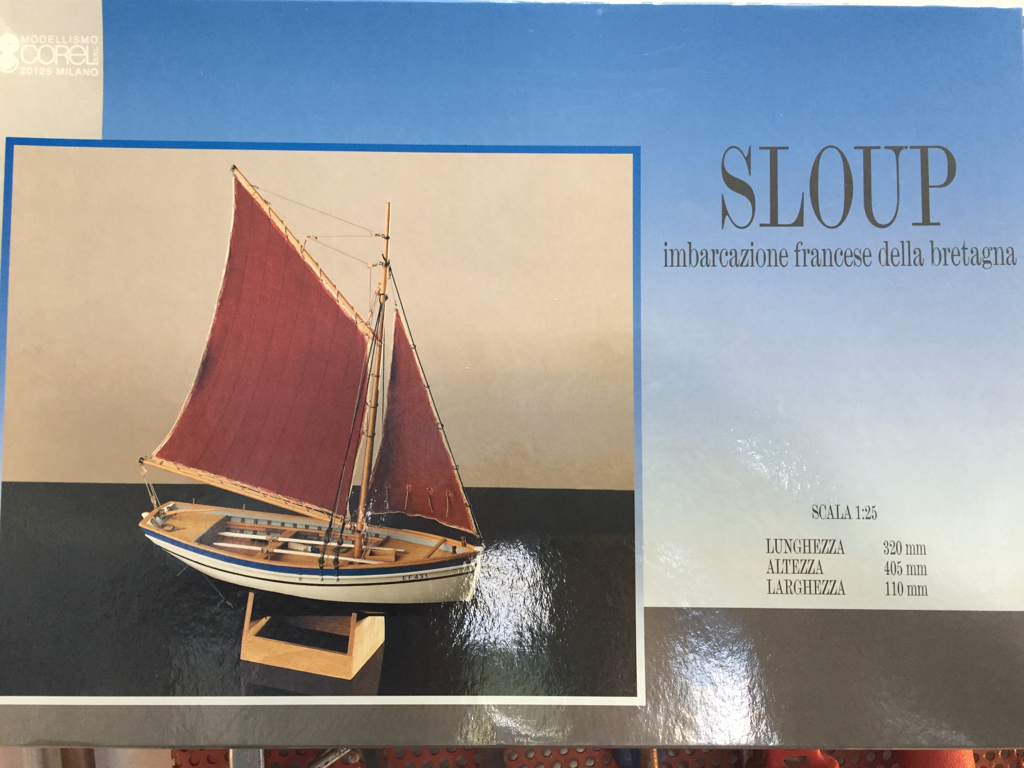 MODELLISMO
COREL
20125 MILANO
SLOUP
imbarcazione francese della bretagna
SCALA 1:25
LUNGHEZZA 320 mm
ALTEZZA 405 mm
LARGHEZZA 110 mm